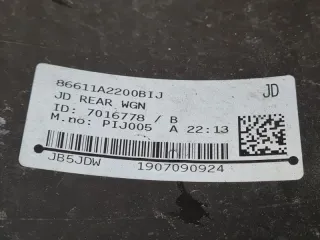 86611A2200BIJ JD
JD REAR WGN
ID: 7016778 / B
M.no: PIJ005 A 22:13
JB5JDW 1907090924